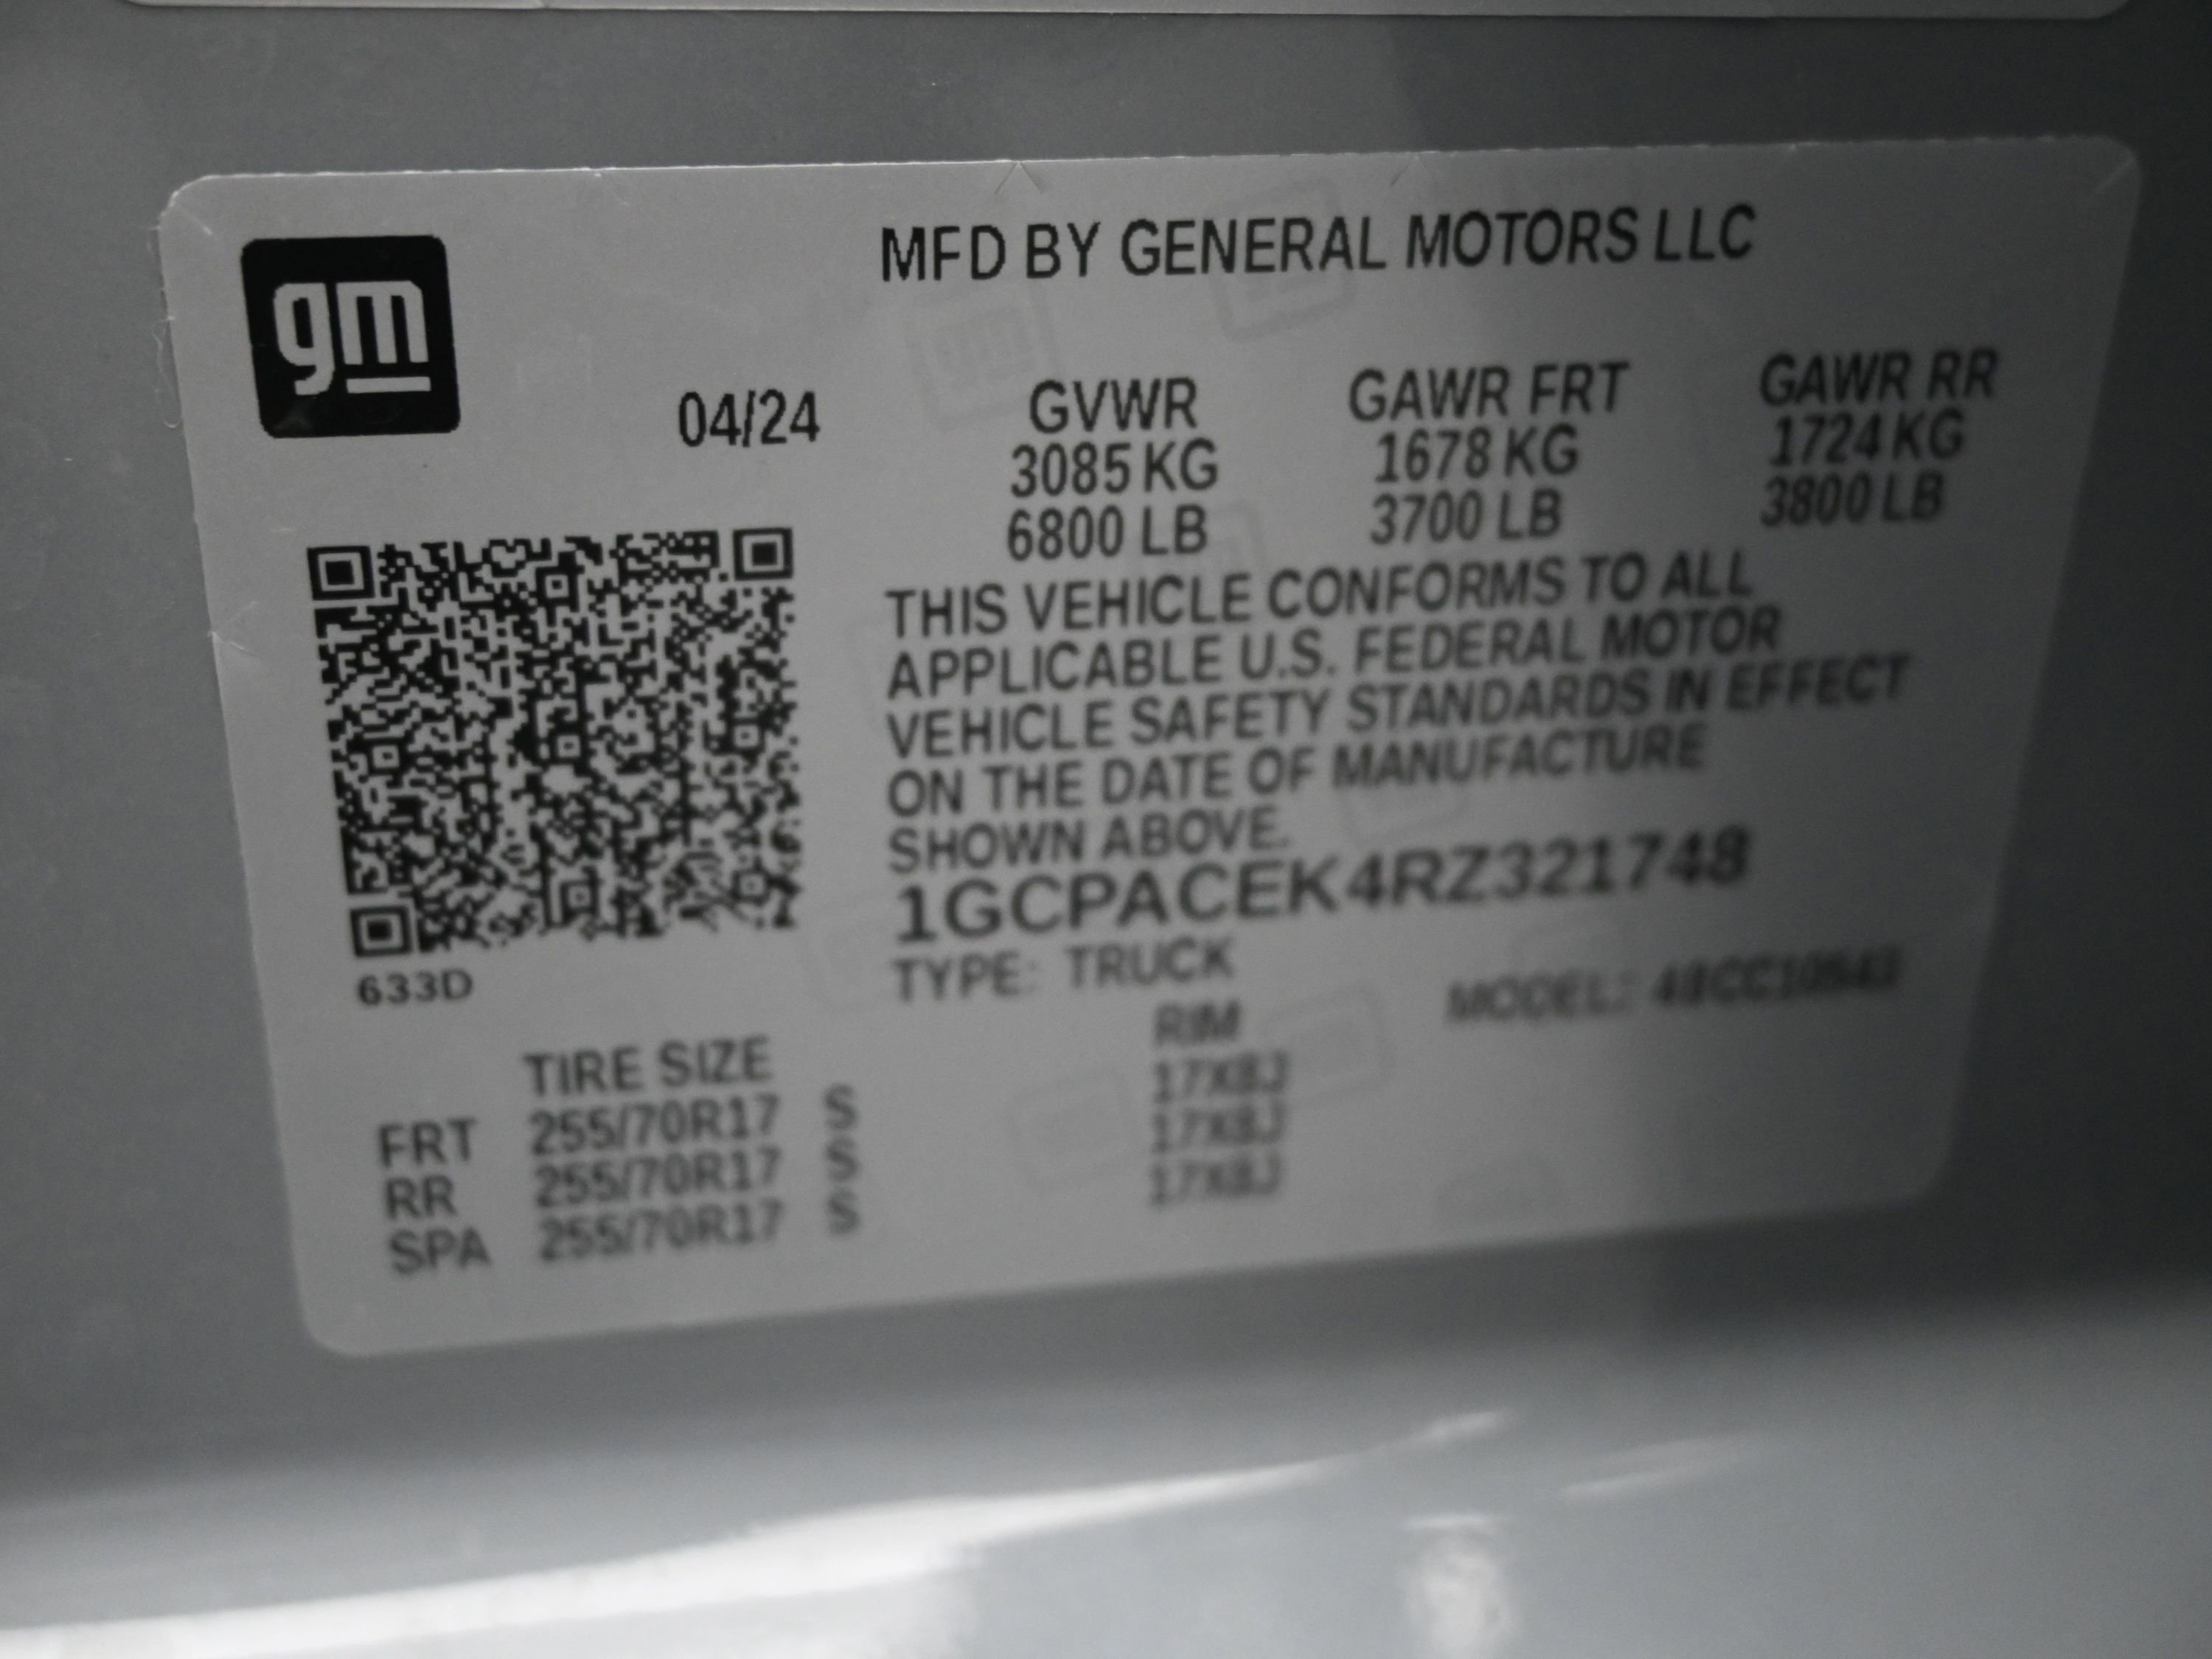 gm
MFD BY GENERAL MOTORS LLC
04/24
GVWR GAWR FRT GAWR RR
3085 KG 1678 KG 1724 KG
6800 LB 3700 LB 3800 LB
THIS VEHICLE CONFORMS TO ALL
APPLICABLE U.S. FEDERAL MOTOR
VEHICLE SAFETY STANDARDS IN EFFECT
ON THE DATE OF MANUFACTURE
SHOWN ABOVE.
1GCPACEK4RZ321748
TYPE: TRUCK MODEL:
633D
TIRE SIZE RIM
FRT 255/70R17 S 17X8J
RR 255/70R17 S 17X8J
SPA 255/70R17 S 17X8J